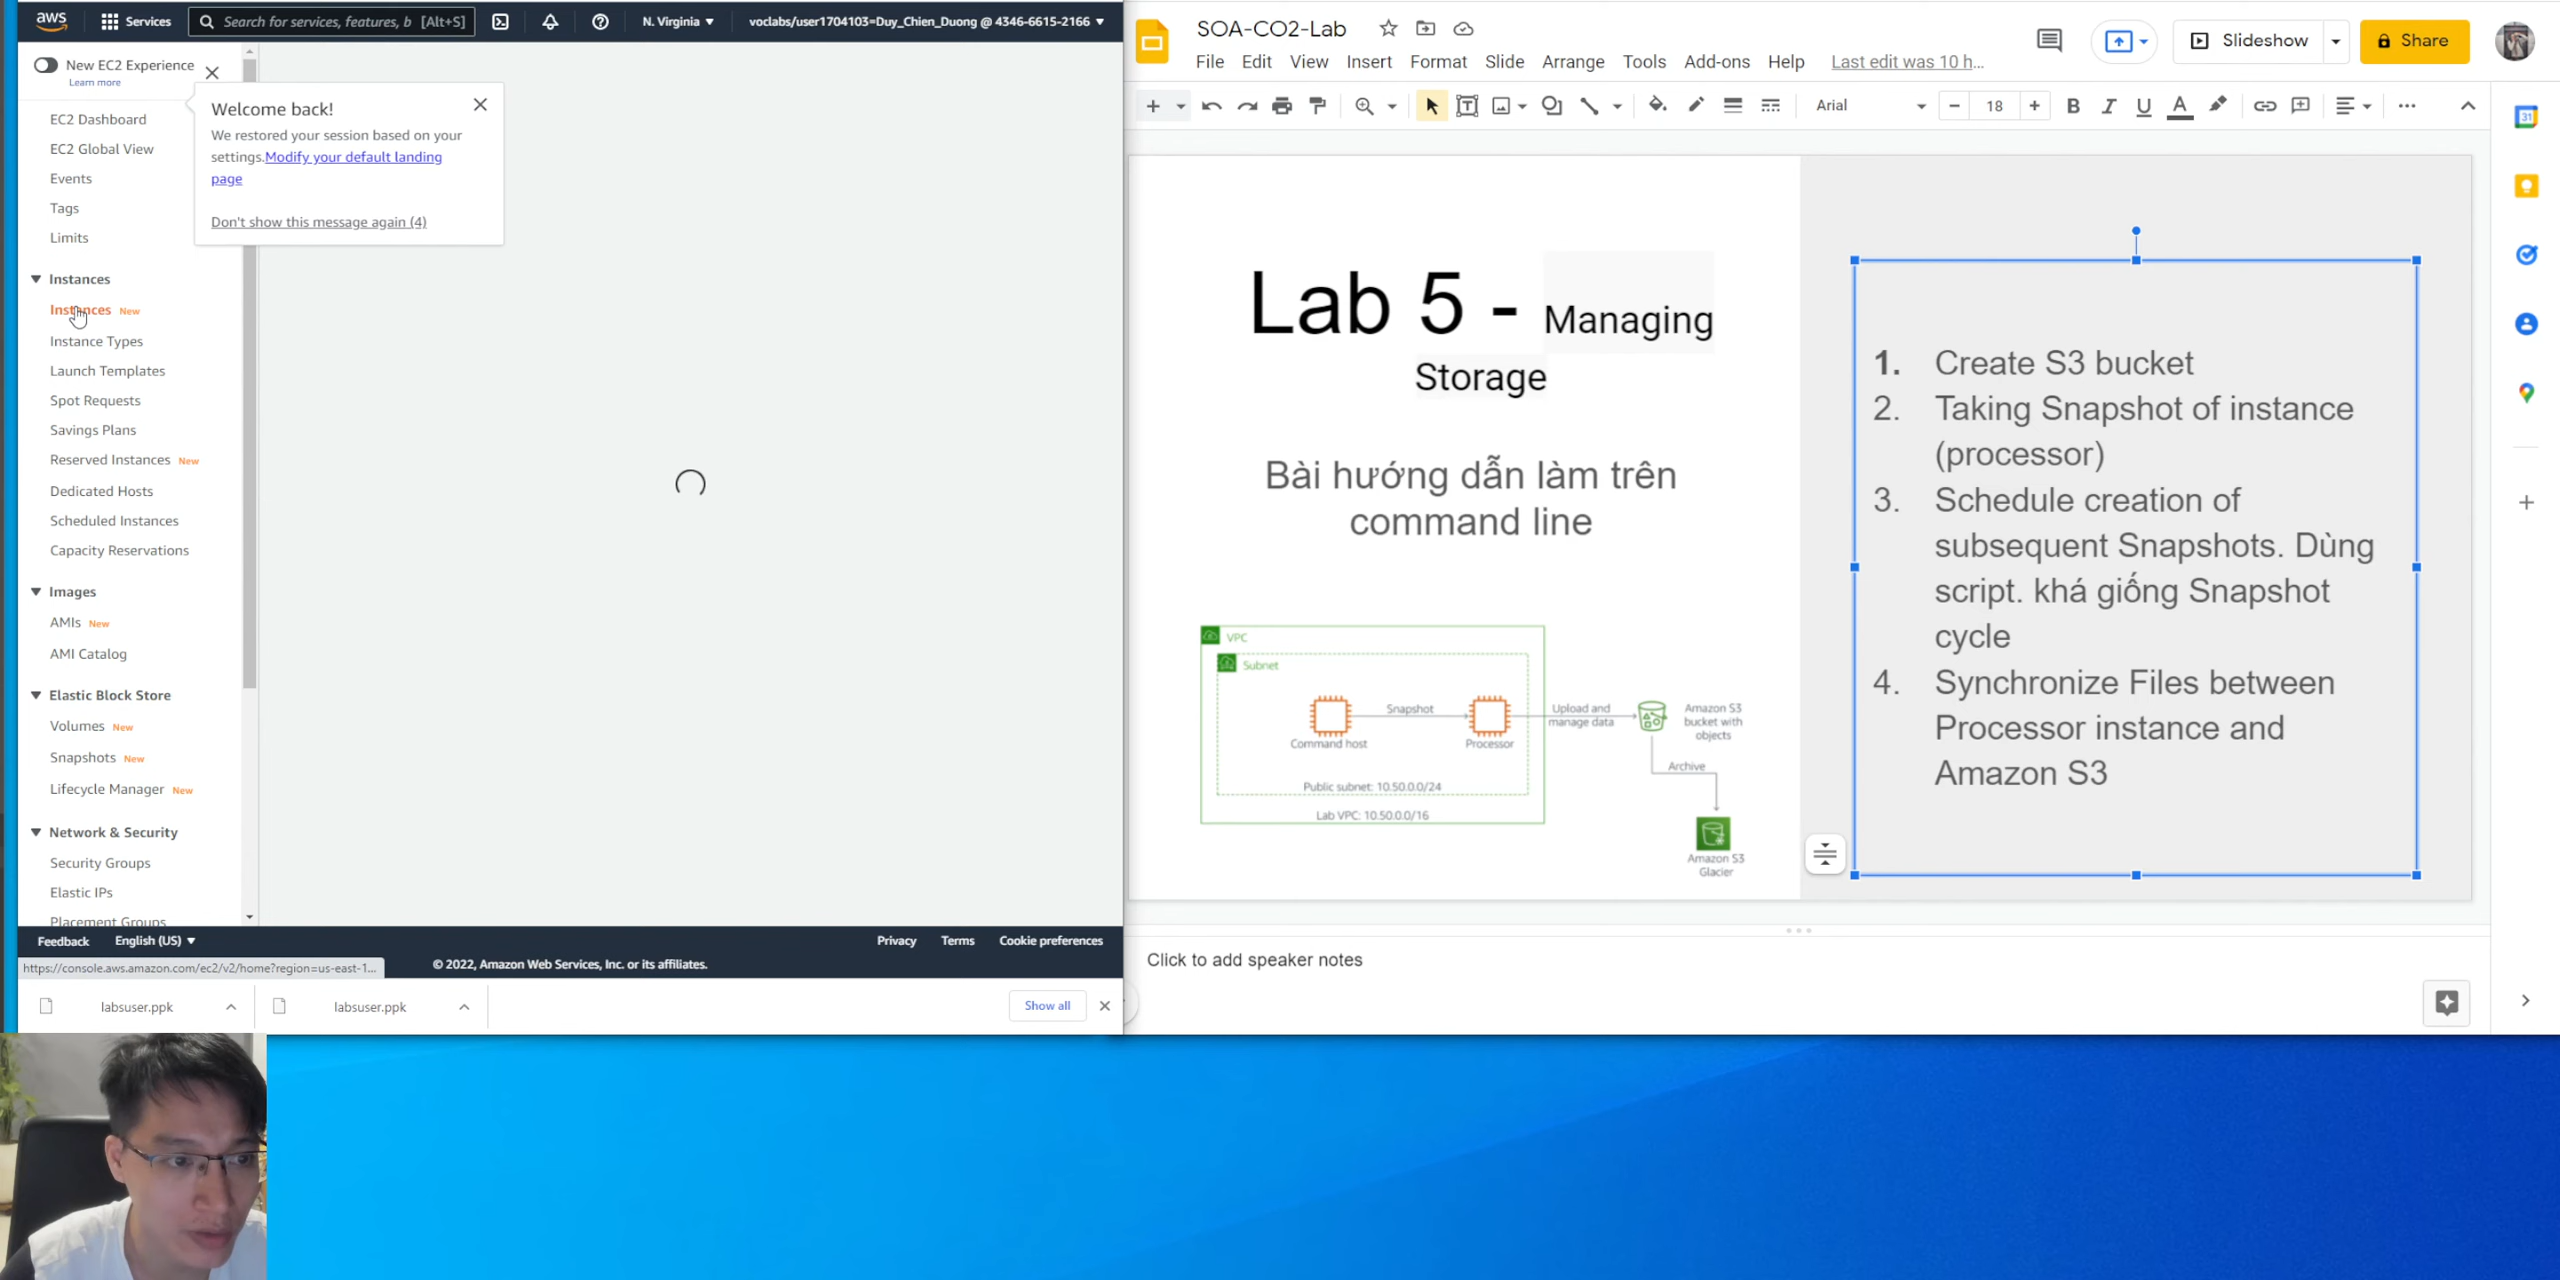 aws
Services
Search for services, features, b [Alt+S]
N. Virginia
voclabs/user1704103=Duy_Chien_Duong @ 4346-6615-2166
New EC2 Experience
Learn more
EC2 Dashboard
EC2 Global View
Events
Tags
Limits
Welcome back!
We restored your session based on your
settings.Modify your default landing
page
Don't show this message again (4)
Instances
Instances New
Instance Types
Launch Templates
Spot Requests
Savings Plans
Reserved Instances New
Dedicated Hosts
Scheduled Instances
Capacity Reservations
Images
AMIs New
AMI Catalog
Elastic Block Store
Volumes New
Snapshots New
Lifecycle Manager New
Network & Security
Security Groups
Elastic IPs
Placement Groups
Feedback
English (US)
Privacy
Terms
Cookie preferences
https://console.aws.amazon.com/ec2/v2/home?region=us-east-1...
© 2022, Amazon Web Services, Inc. or its affiliates.
labsuser.ppk
labsuser.ppk
Show all
SOA-CO2-Lab
File Edit View Insert Format Slide Arrange Tools Add-ons Help Last edit was 10 h...
Slideshow
Share
Arial
18
B I U A
31
Lab 5 - Managing
Storage
Bài hướng dẫn làm trên
command line
VPC
Subnet
Command host
Snapshot
Processor
Upload and
manage data
Amazon S3
bucket with
objects
Archive
Public subnet: 10.50.0.0/24
Lab VPC: 10.50.0.0/16
Amazon S3
Glacier
1. Create S3 bucket
2. Taking Snapshot of instance
(processor)
3. Schedule creation of
subsequent Snapshots. Dùng
script. khá giống Snapshot
cycle
4. Synchronize Files between
Processor instance and
Amazon S3
Click to add speaker notes